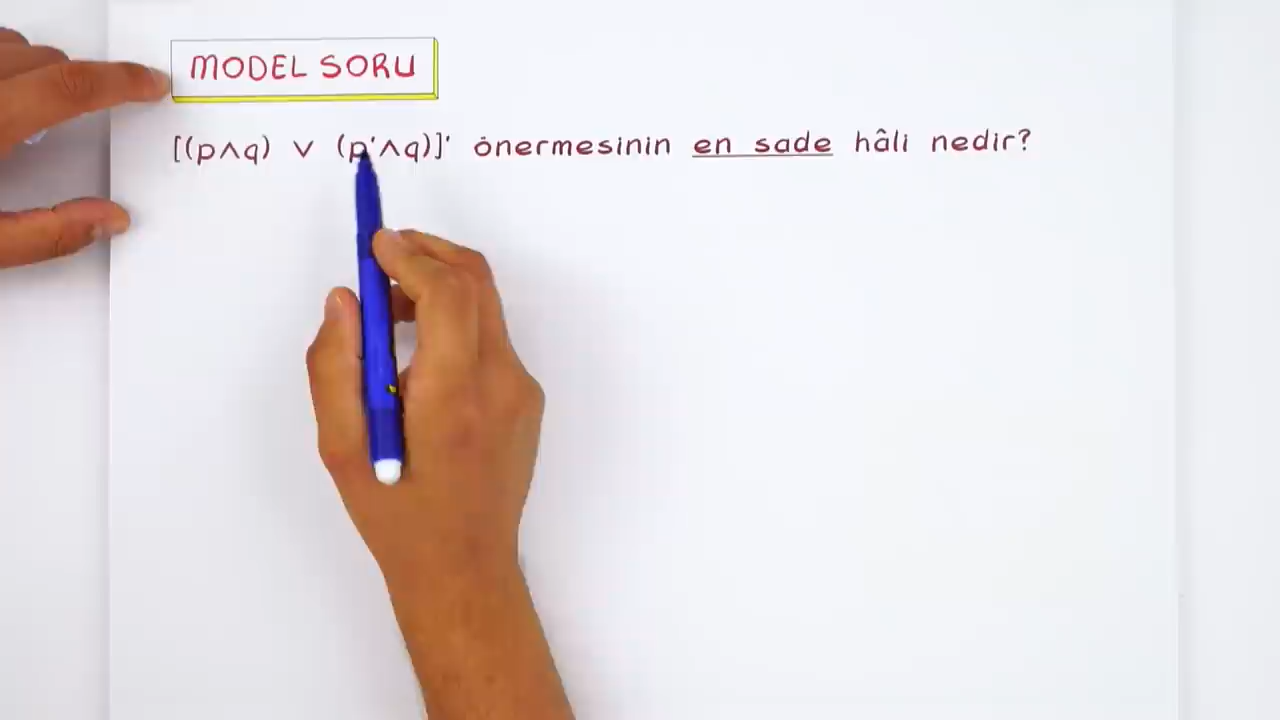 MODEL SORU
[(p∧q) ∨ (p'∧q)]' önermesinin en sade hâli nedir?